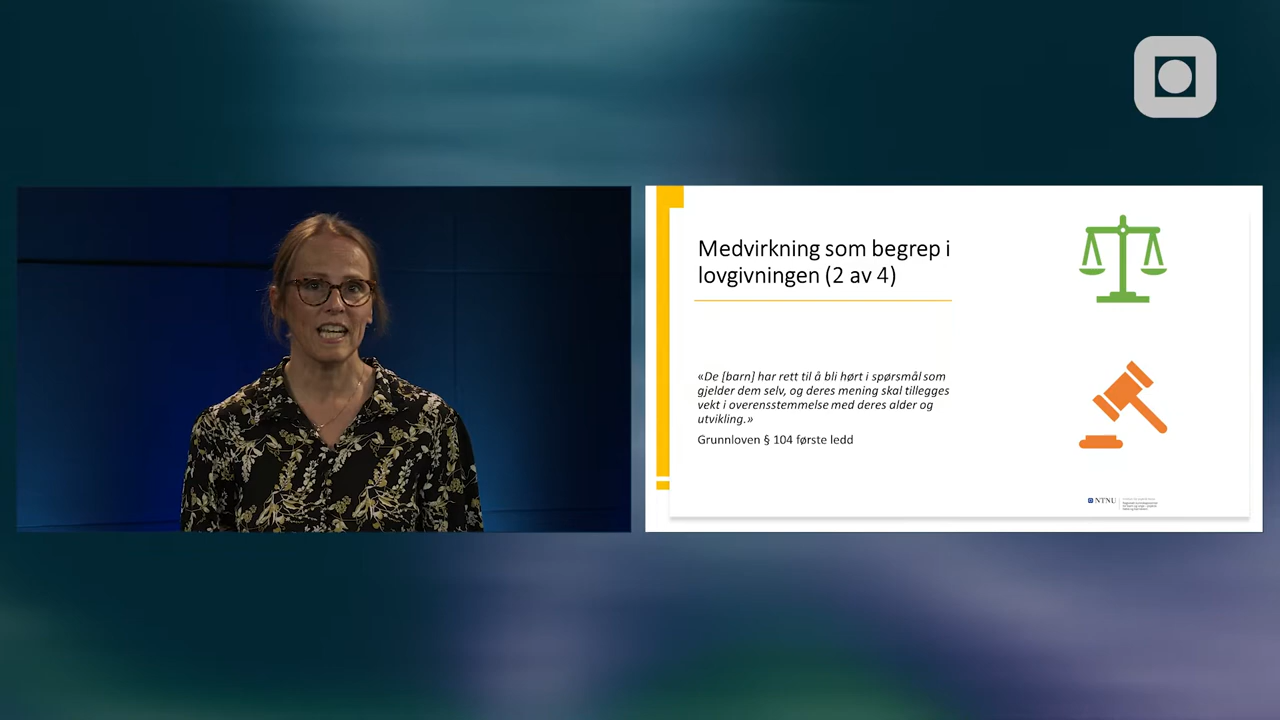 Medvirkning som begrep i
lovgivningen (2 av 4)
«De [barn] har rett til å bli hørt i spørsmål som
gjelder dem selv, og deres mening skal tillegges
vekt i overensstemmelse med deres alder og
utvikling.»
Grunnloven § 104 første ledd
NTNU